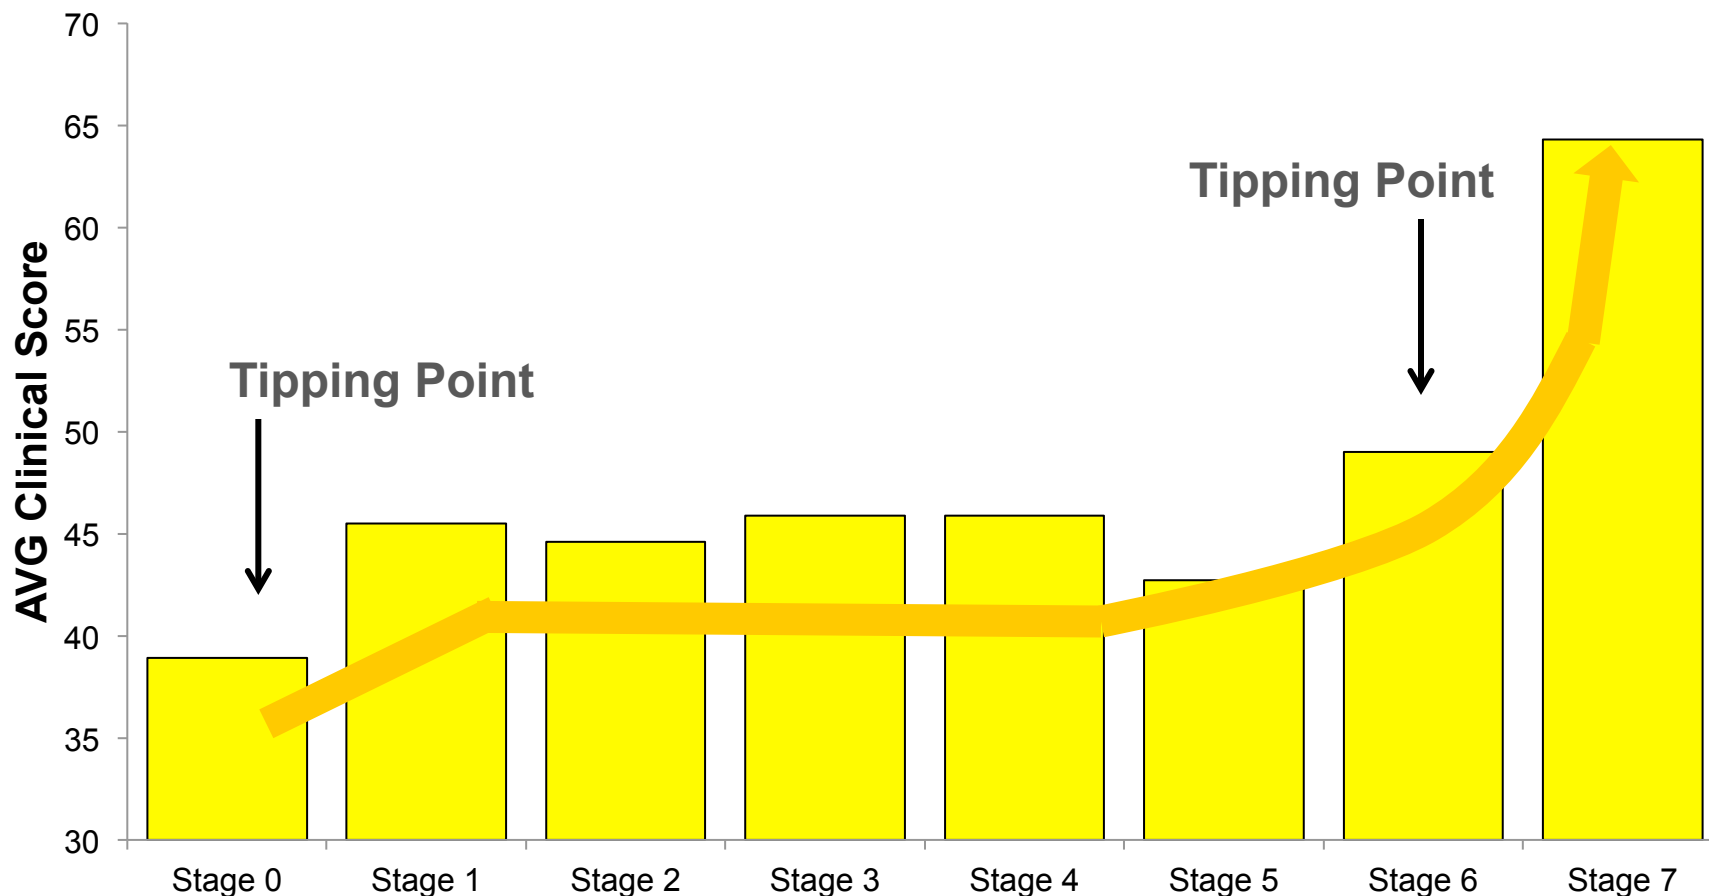 70
65
60
55
50
45
40
35
30
AVG Clinical Score
Tipping Point
Tipping Point
Stage 0
Stage 1
Stage 2
Stage 3
Stage 4
Stage 5
Stage 6
Stage 7